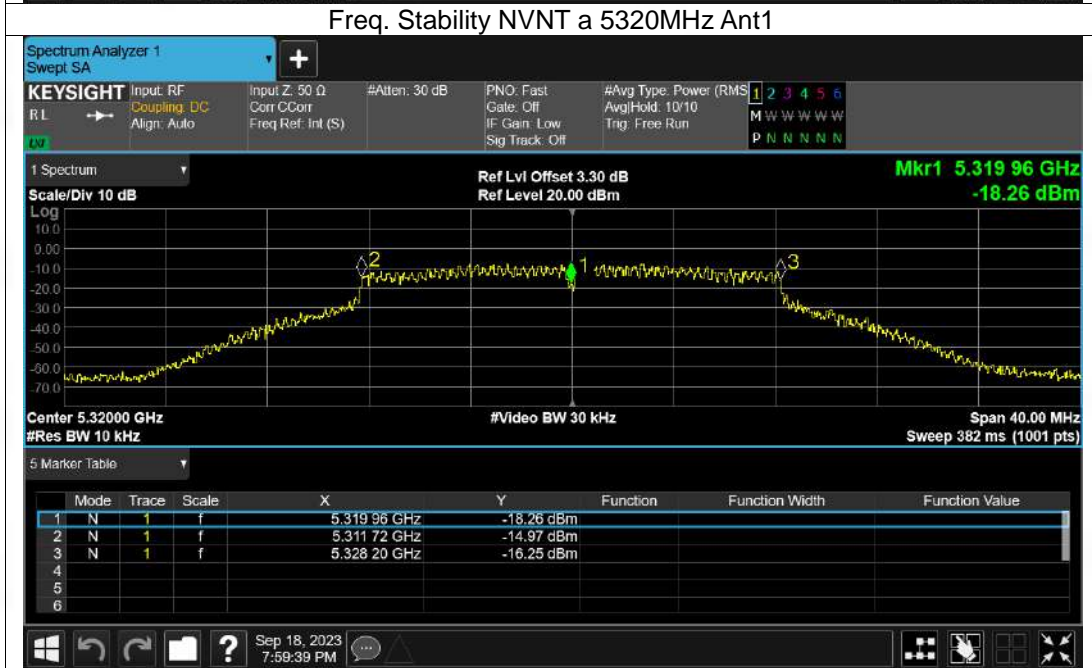 Freq. Stability NVNT a 5320MHz Ant1
Spectrum Analyzer 1
Swept SA
+
KEYSIGHT Input: RF Input Z: 50 Ω #Atten: 30 dB PNO: Fast #Avg Type: Power (RMS 1 2 3 4 5 6
RL Coupling: DC Corr CCorr Gate: Off Avg|Hold: 10/10 M W W W W W
Align: Auto Freq Ref: Int (S) IF Gain: Low Trig: Free Run
LXI Sig Track: Off P N N N N N
1 Spectrum
Ref Lvl Offset 3.30 dB Mkr1 5.319 96 GHz
Scale/Div 10 dB Ref Level 20.00 dBm -18.26 dBm
Log
10.0
0.00
2 1 3
-10.0
-20.0
-30.0
-40.0
-50.0
-60.0
-70.0
Center 5.32000 GHz #Video BW 30 kHz Span 40.00 MHz
#Res BW 10 kHz Sweep 382 ms (1001 pts)
5 Marker Table
Mode Trace Scale X Y Function Function Width Function Value
1 N 1 f 5.319 96 GHz -18.26 dBm
2 N 1 f 5.311 72 GHz -14.97 dBm
3 N 1 f 5.328 20 GHz -16.25 dBm
4
5
6
? Sep 18, 2023
7:59:39 PM